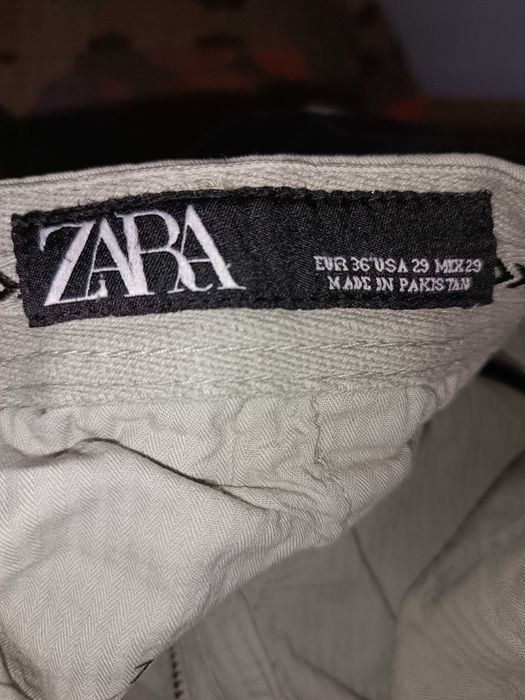 ZARA
EUR 36 USA 29 MEX 29
MADE IN PAKISTAN